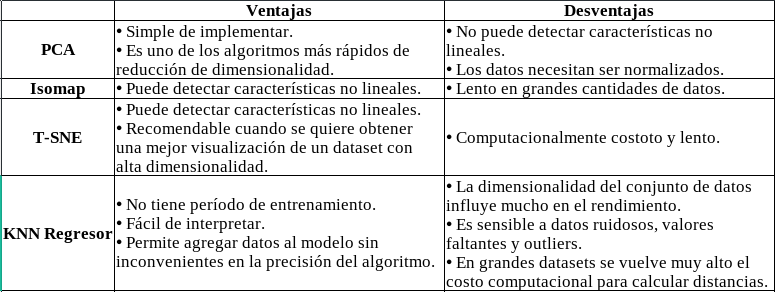 Ventajas
Desventajas
PCA
• Simple de implementar.
• Es uno de los algoritmos más rápidos de
reducción de dimensionalidad.
• No puede detectar características no
lineales.
• Los datos necesitan ser normalizados.
Isomap
• Puede detectar características no lineales.
• Lento en grandes cantidades de datos.
T-SNE
• Puede detectar características no lineales.
• Recomendable cuando se quiere obtener
una mejor visualización de un dataset con
alta dimensionalidad.
• Computacionalmente costoto y lento.
KNN Regresor
• No tiene período de entrenamiento.
• Fácil de interpretar.
• Permite agregar datos al modelo sin
inconvenientes en la precisión del algoritmo.
• La dimensionalidad del conjunto de datos
influye mucho en el rendimiento.
• Es sensible a datos ruidosos, valores
faltantes y outliers.
• En grandes datasets se vuelve muy alto el
costo computacional para calcular distancias.